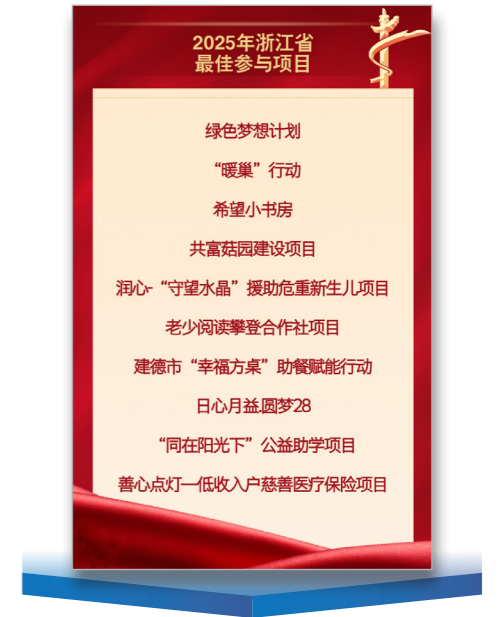 2025年浙江省
最佳参与项目
绿色梦想计划
“暖巢”行动
希望小书房
共富菇园建设项目
润心-“守望水晶”援助危重新生儿项目
老少阅读攀登合作社项目
建德市“幸福方桌”助餐赋能行动
日心月益.圆梦28
“同在阳光下”公益助学项目
善心点灯—低收入户慈善医疗保险项目